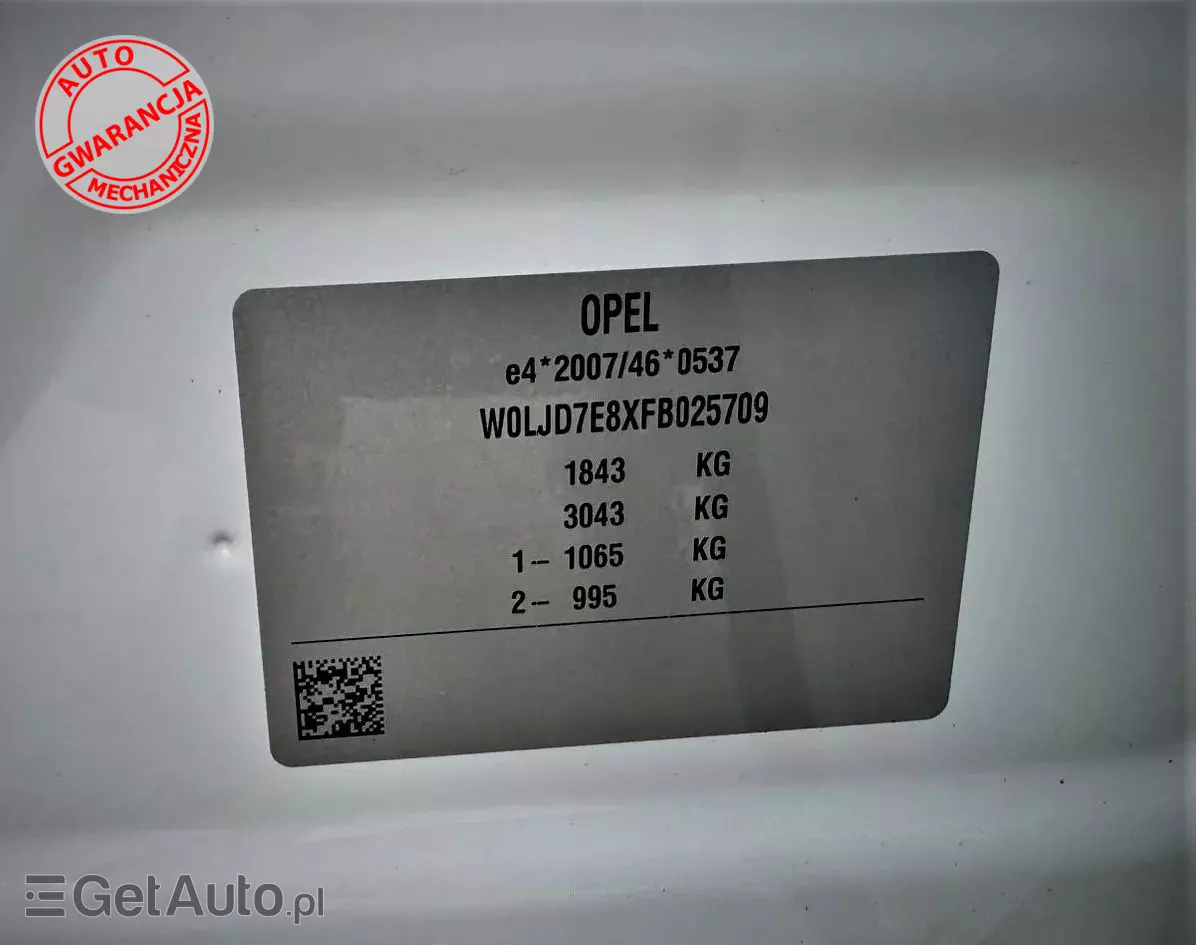 AUTO
GWARANCJA
MECHANICZNA
OPEL
e4*2007/46*0537
W0LJD7E8XFB025709
1843 KG
3043 KG
1– 1065 KG
2– 995 KG
GetAuto.pl